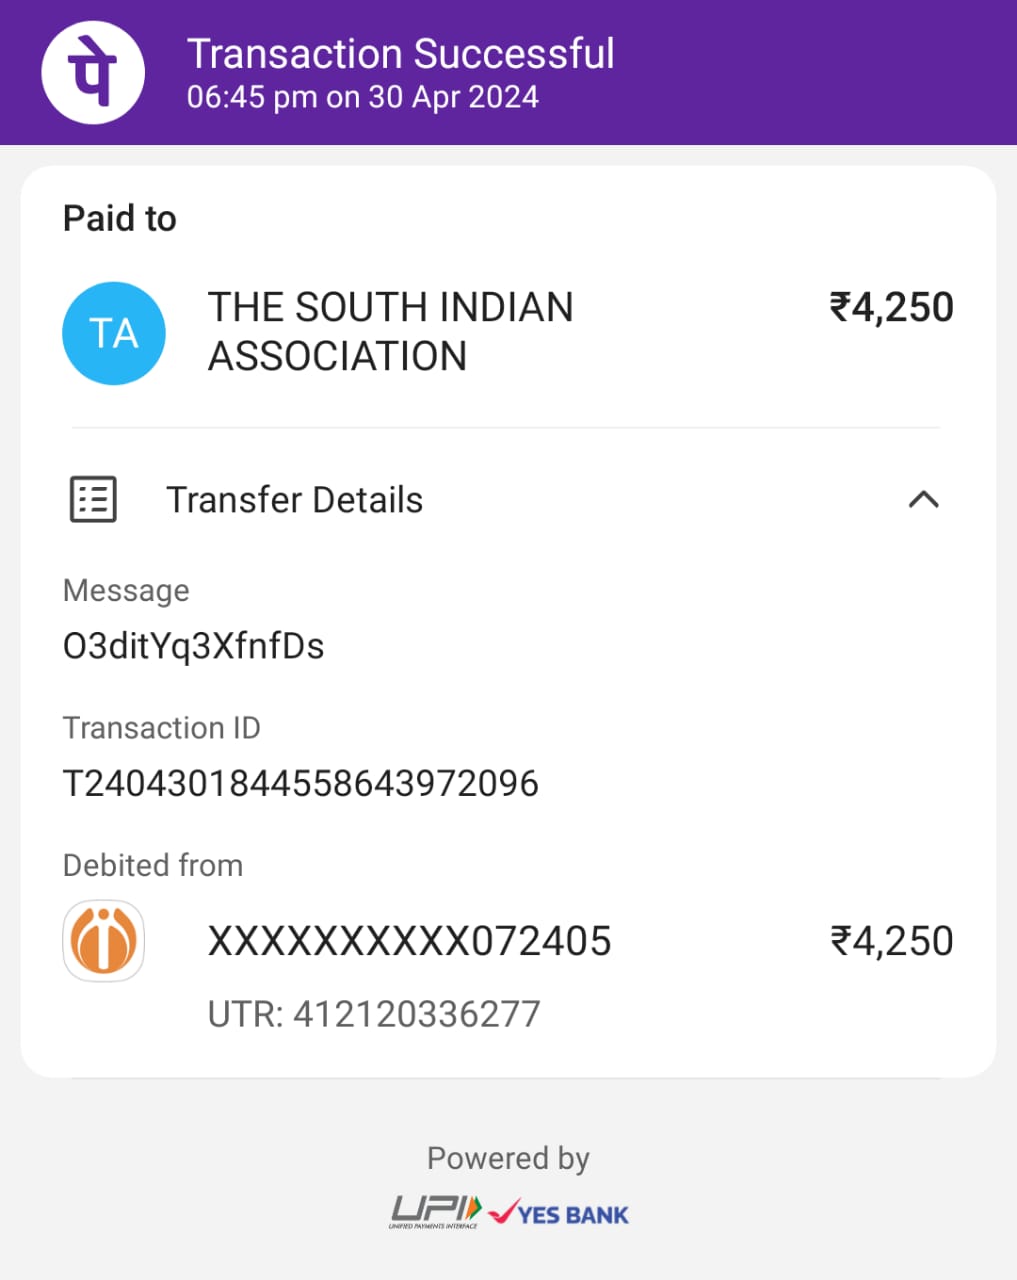 पे
Transaction Successful
06:45 pm on 30 Apr 2024
Paid to
TA
THE SOUTH INDIAN
ASSOCIATION
₹4,250
Transfer Details
Message
O3ditYq3XfnfDs
Transaction ID
T2404301844558643972096
Debited from
XXXXXXXXXX072405
₹4,250
UTR: 412120336277
Powered by
UPI
UNIFIED PAYMENTS INTERFACE
YES BANK